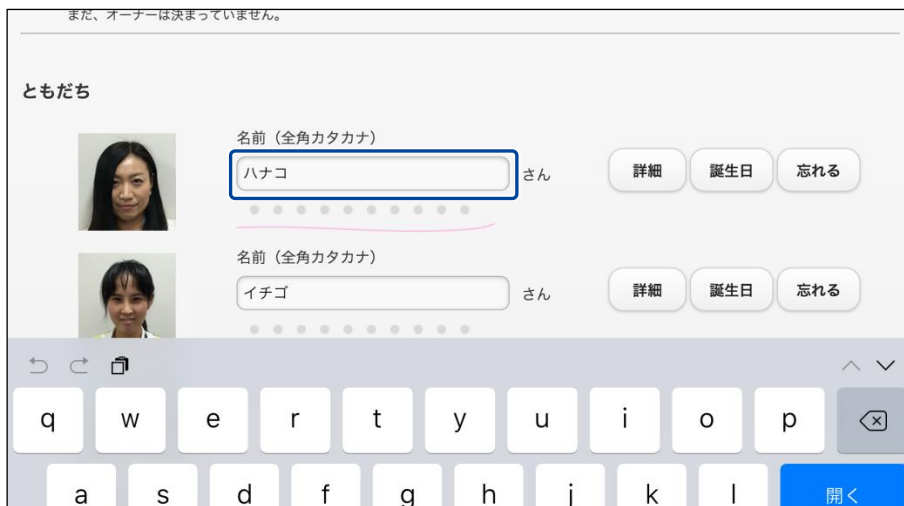 まだ、オーナーは決まっていません。
ともだち
名前（全角カタカナ）
ハナコ さん 詳細 誕生日 忘れる
名前（全角カタカナ）
イチゴ さん 詳細 誕生日 忘れる
q w e r t y u i o p
a s d f g h j k l 開く